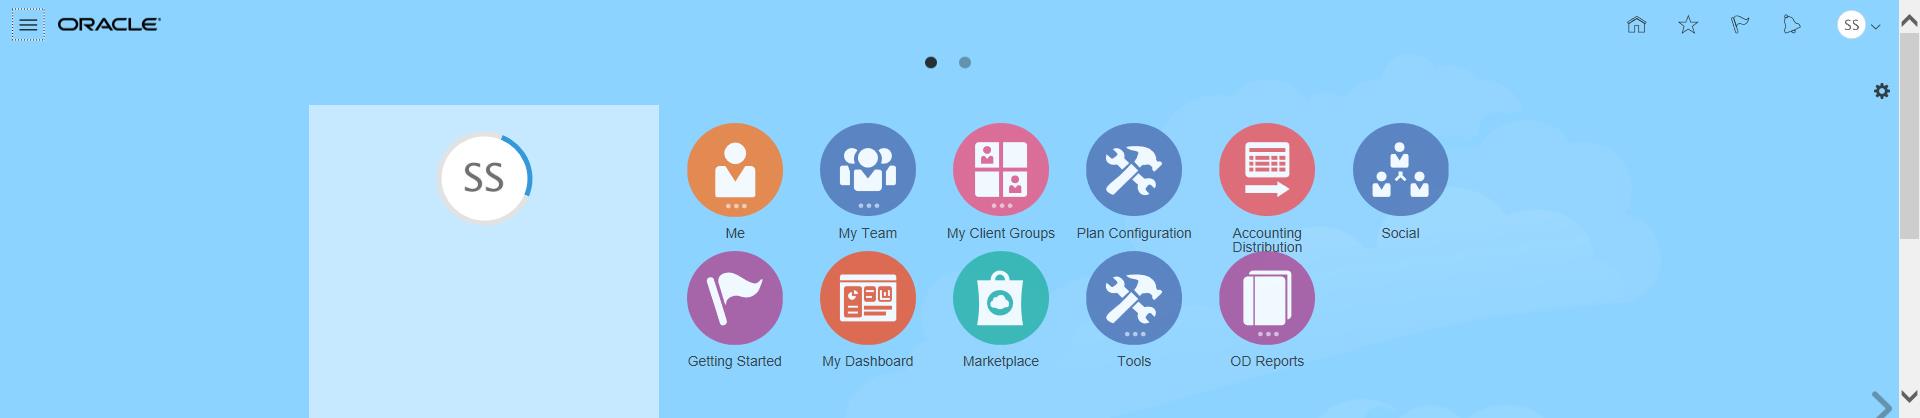 ORACLE
SS
SS
Me
My Team
My Client Groups
Plan Configuration
Accounting
Distribution
Social
Getting Started
My Dashboard
Marketplace
Tools
OD Reports